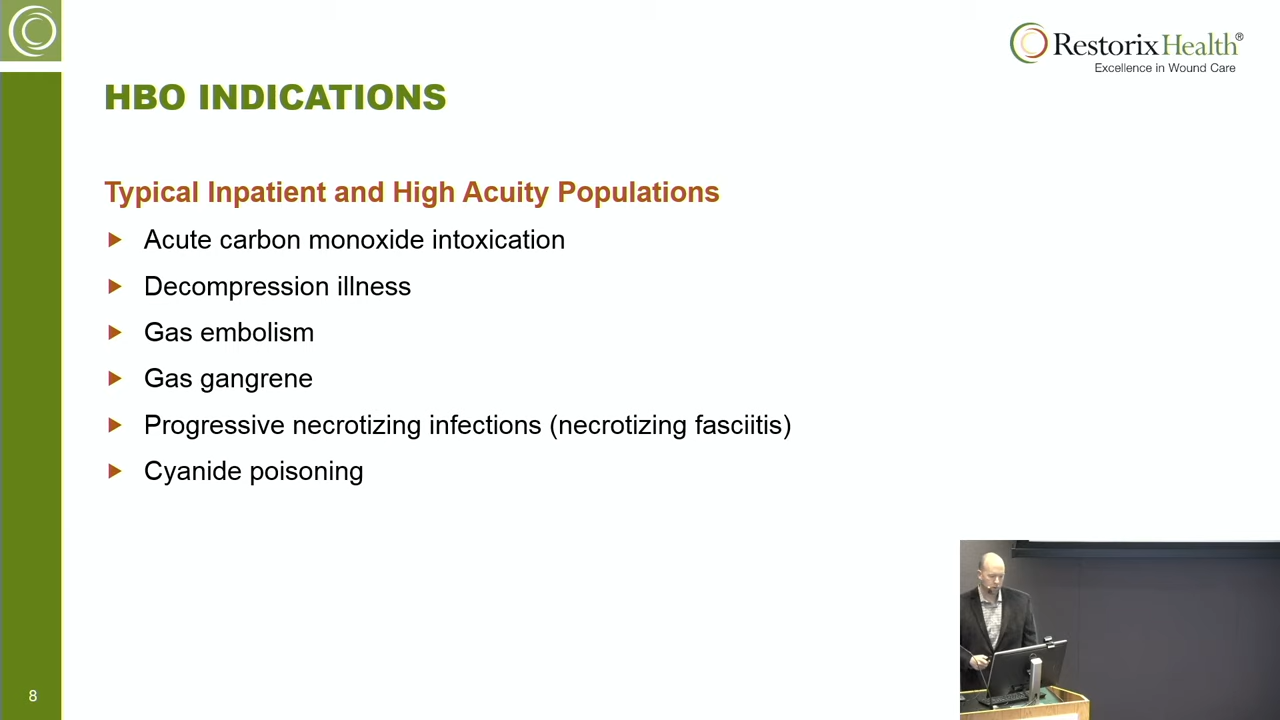 RestorixHealth®
Excellence in Wound Care
HBO INDICATIONS
Typical Inpatient and High Acuity Populations
Acute carbon monoxide intoxication
Decompression illness
Gas embolism
Gas gangrene
Progressive necrotizing infections (necrotizing fasciitis)
Cyanide poisoning
8